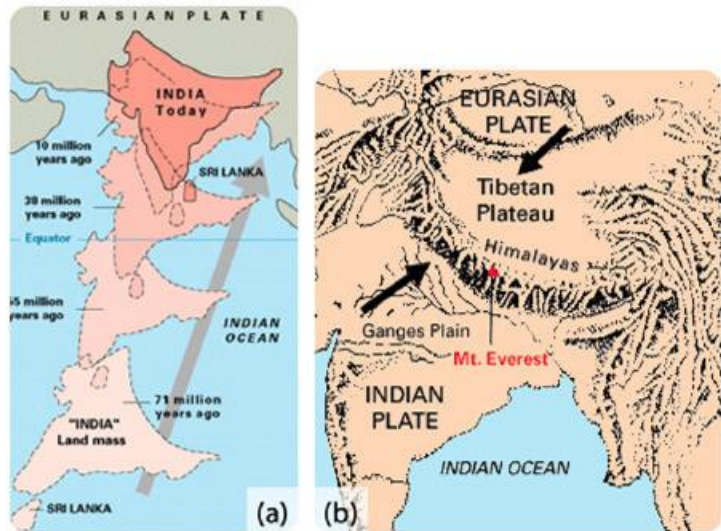 EURASIAN PLATE
INDIA
Today
10 million
years ago
SRI LANKA
38 million
years ago
Equator
55 million
years ago
INDIAN
OCEAN
71 million
years ago
"INDIA"
Land mass
SRI LANKA
(a)
EURASIAN
PLATE
Tibetan
Plateau
Himalayas
Ganges Plain
Mt. Everest
INDIAN
PLATE
INDIAN OCEAN
(b)